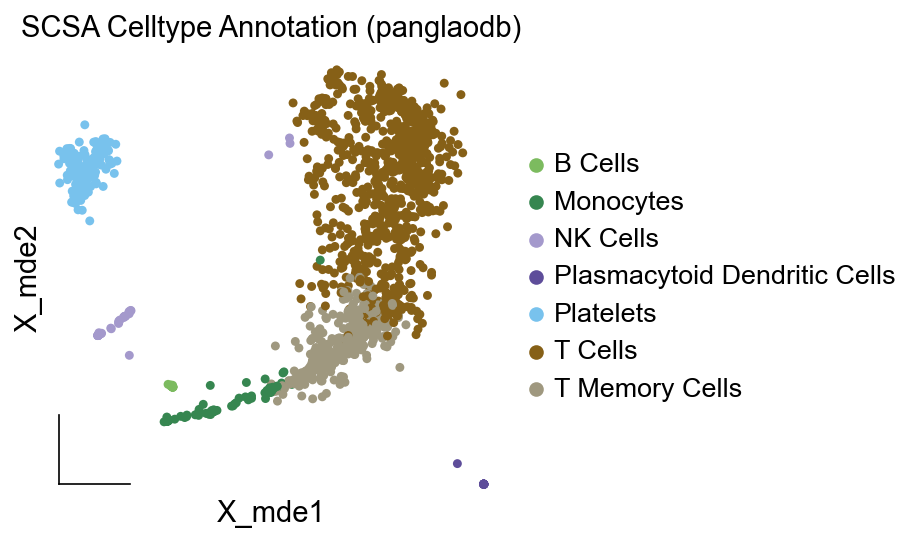 SCSA Celltype Annotation (panglaodb)
X_mde2
X_mde1
B Cells
Monocytes
NK Cells
Plasmacytoid Dendritic Cells
Platelets
T Cells
T Memory Cells